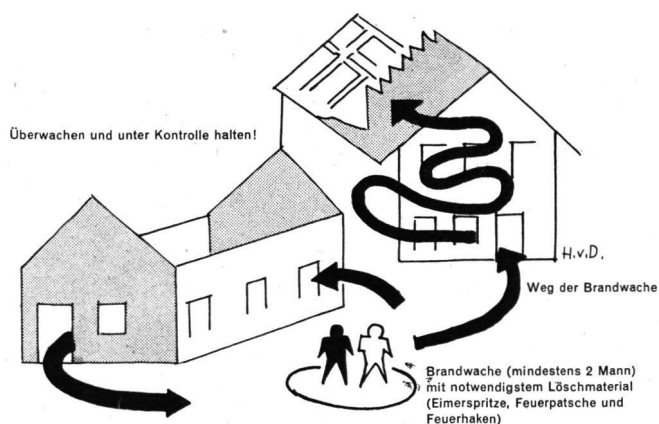 Überwachen und unter Kontrolle halten!
H.v.D.
Weg der Brandwache
Brandwache (mindestens 2 Mann)
mit notwendigstem Löschmaterial
(Eimerspritze, Feuerpatsche und
Feuerhaken)